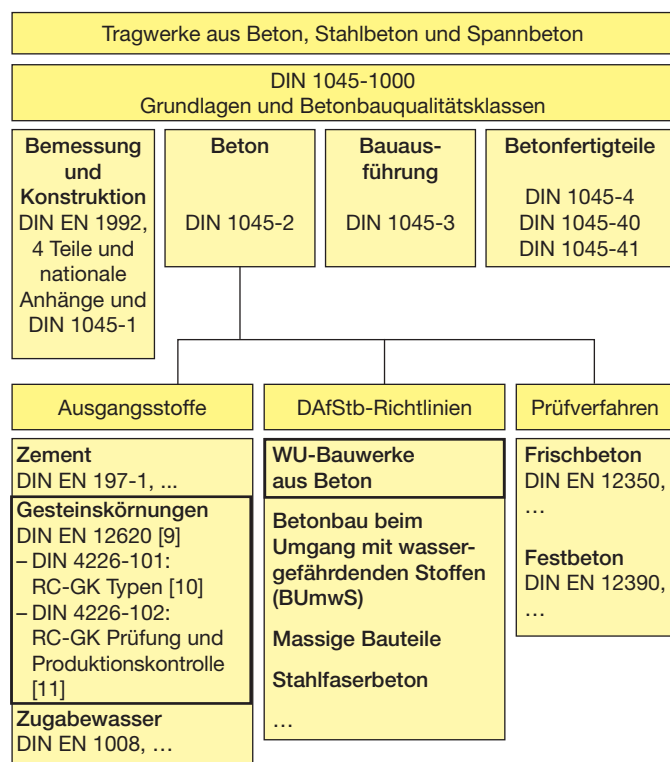 Tragwerke aus Beton, Stahlbeton und Spannbeton
DIN 1045-1000
Grundlagen und Betonbauqualitätsklassen
Bemessung
und
Konstruktion
DIN EN 1992,
4 Teile und
nationale
Anhänge und
DIN 1045-1
Beton
DIN 1045-2
Bauaus-
führung
DIN 1045-3
Betonfertigteile
DIN 1045-4
DIN 1045-40
DIN 1045-41
Ausgangsstoffe
Zement
DIN EN 197-1, ...
Gesteinskörnungen
DIN EN 12620 [9]
– DIN 4226-101:
RC-GK Typen [10]
– DIN 4226-102:
RC-GK Prüfung und
Produktionskontrolle
[11]
Zugabewasser
DIN EN 1008, …
DAfStb-Richtlinien
WU-Bauwerke
aus Beton
Betonbau beim
Umgang mit wasser-
gefährdenden Stoffen
(BUmwS)
Massige Bauteile
Stahlfaserbeton
…
Prüfverfahren
Frischbeton
DIN EN 12350,
…
Festbeton
DIN EN 12390,
…